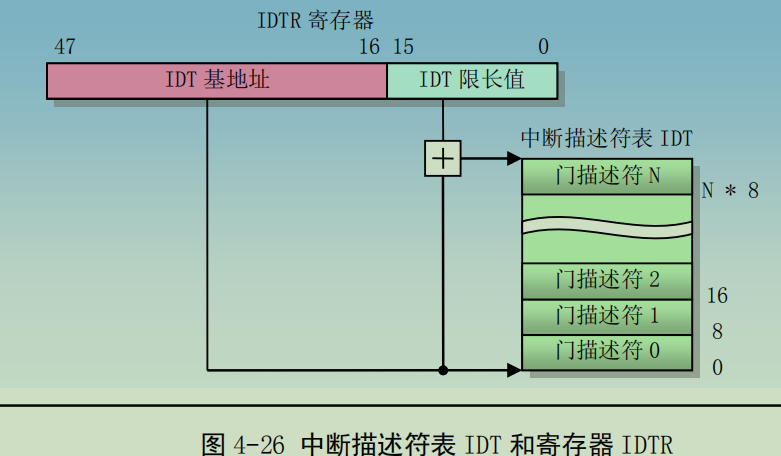 IDTR 寄存器
47 16 15 0
IDT 基地址 IDT 限长值
中断描述符表 IDT
门描述符 N
N * 8
门描述符 2
16
门描述符 1
8
门描述符 0
0
图 4-26 中断描述符表 IDT 和寄存器 IDTR